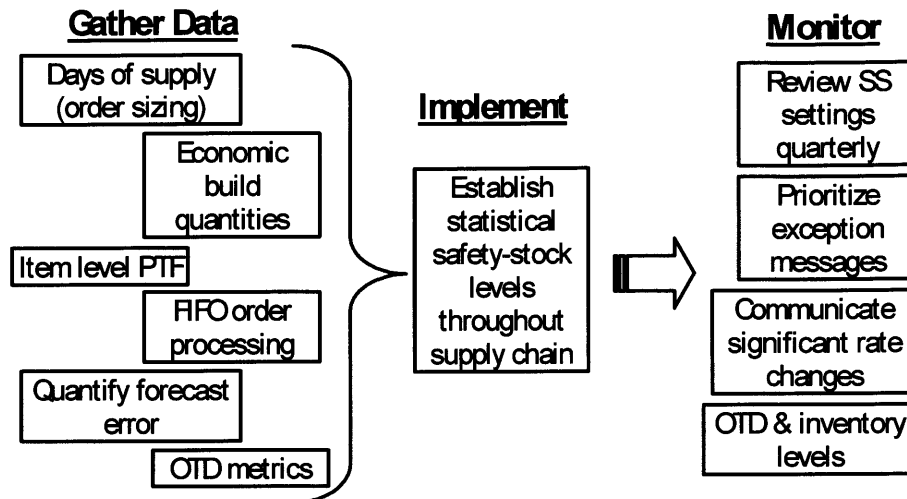 Gather Data
Days of supply
(order sizing)
Economic
build
quantities
Item level PTF
FIFO order
processing
Quantify forecast
error
OTD metrics
Implement
Establish
statistical
safety-stock
levels
throughout
supply chain
Monitor
Review SS
settings
quarterly
Prioritize
exception
messages
Communicate
significant rate
changes
OTD & inventory
levels